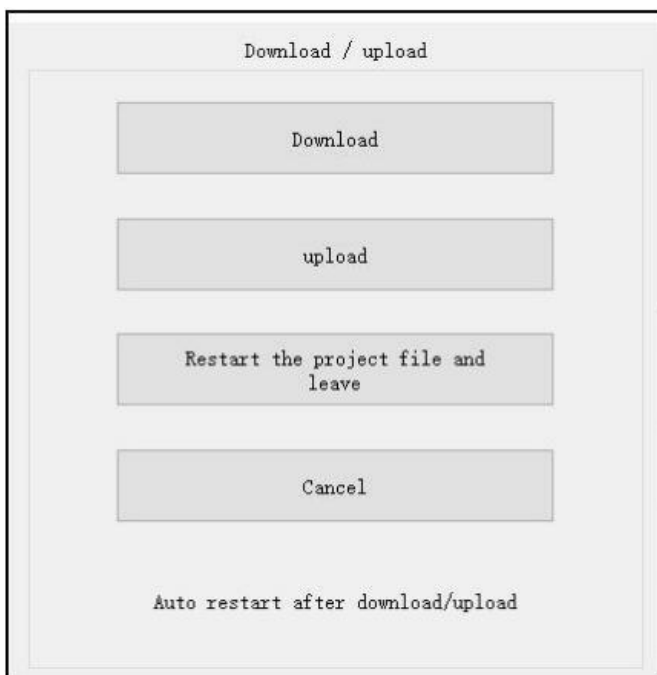 Download / upload
Download
upload
Restart the project file and
leave
Cancel
Auto restart after download/upload